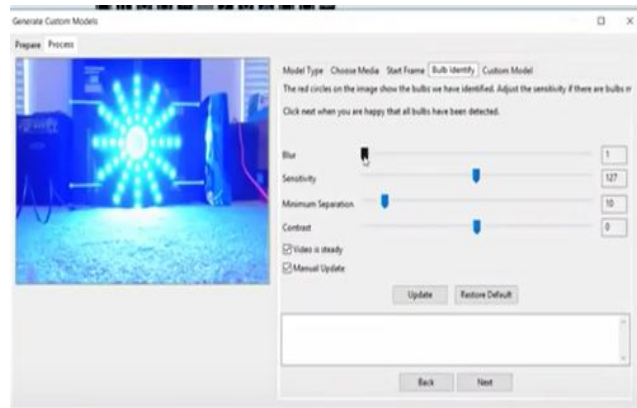 Generate Custom Models
Prepare Process
Model Type Choose Media Start Frame Bulb Identify Custom Model
The red circles on the image show the bulbs we have identified. Adjust the sensitivity if there are bulbs m
Click next when you are happy that all bulbs have been detected.
Blur 1
Sensitivity 127
Minimum Separation 10
Contrast 0
Video is steady
Manual Update
Update Restore Default
Back Next